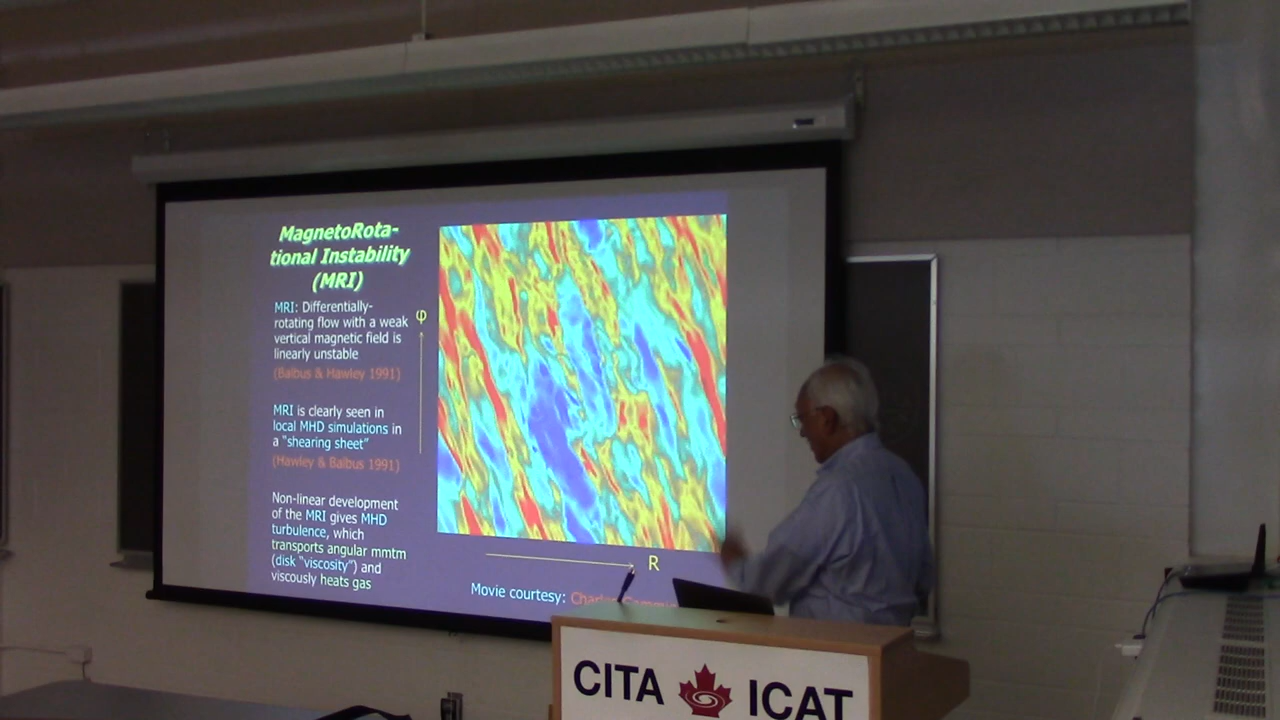 MagnetoRota-
tional Instability
(MRI)
MRI: Differentially-
rotating flow with a weak
vertical magnetic field is
linearly unstable
(Balbus & Hawley 1991)
MRI is clearly seen in
local MHD simulations in
a "shearing sheet"
(Hawley & Balbus 1991)
Non-linear development
of the MRI gives MHD
turbulence, which
transports angular mmtm
(disk "viscosity") and
viscously heats gas
φ
R
Movie courtesy: Charles
CITA ICAT